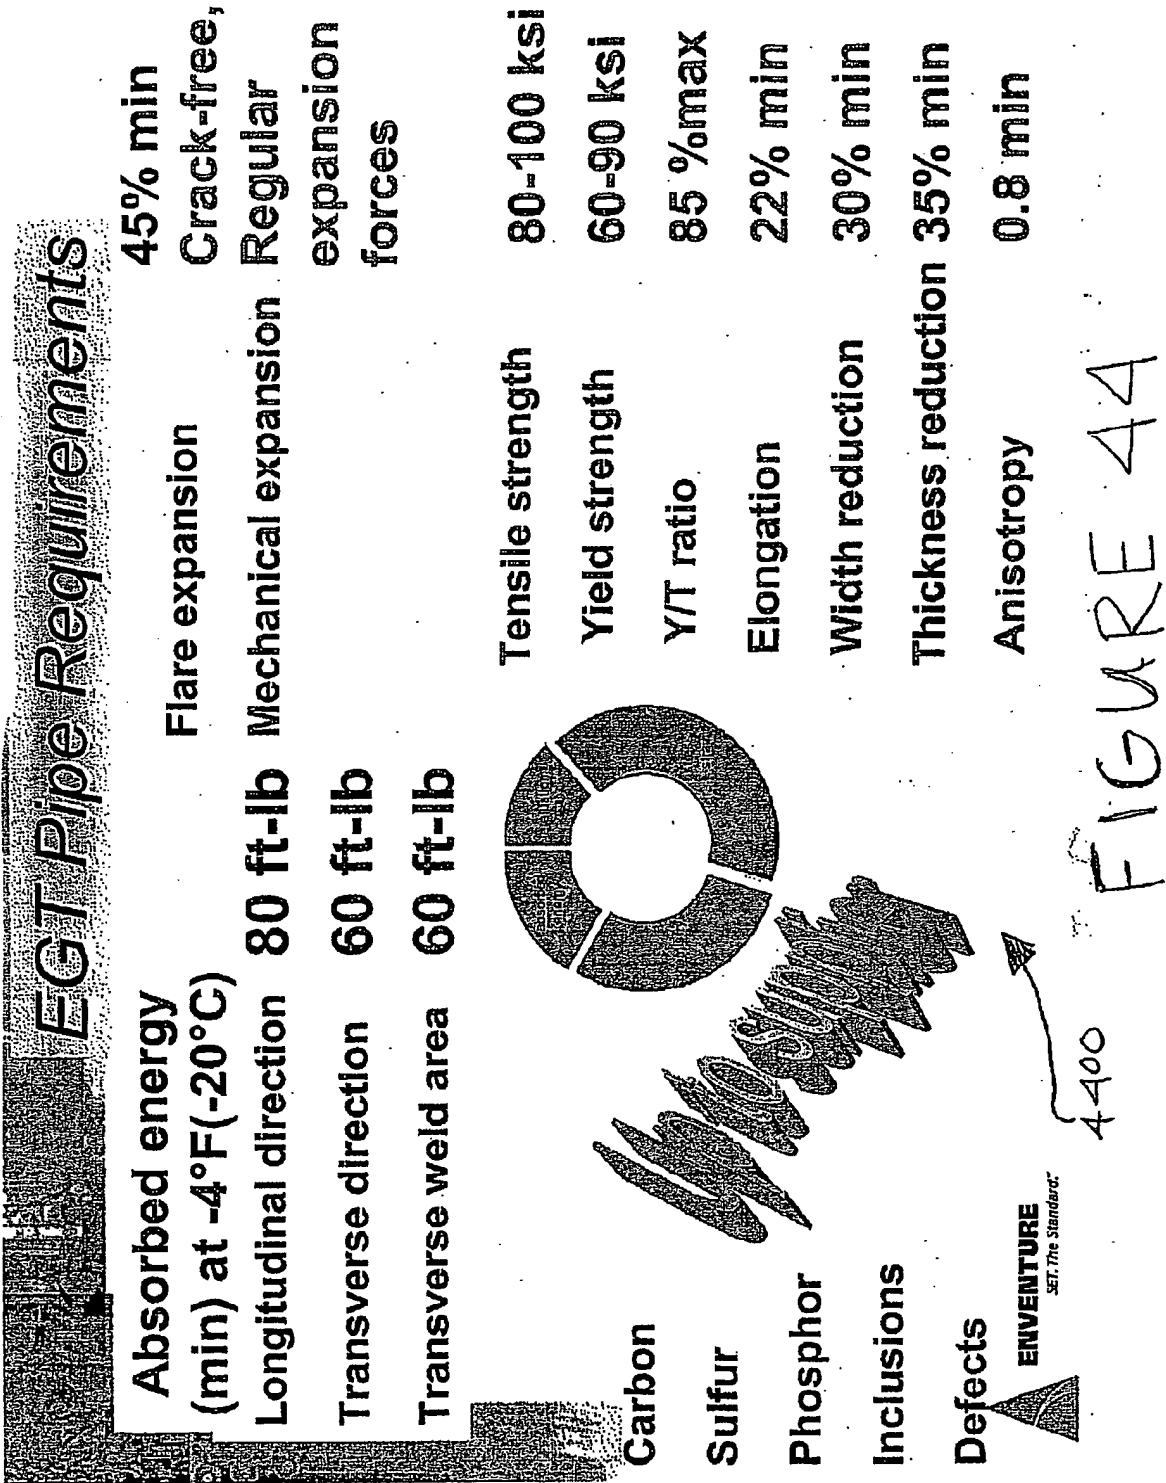 EGT Pipe Requirements
Absorbed energy
(min) at -4°F(-20°C)
Longitudinal direction 80 ft-lb
Transverse direction 60 ft-lb
Transverse weld area 60 ft-lb
Flare expansion 45% min
Mechanical expansion Crack-free,
Regular
expansion
forces
Tensile strength 80-100 ksi
Yield strength 60-90 ksi
Y/T ratio 85 %max
Elongation 22% min
Width reduction 30% min
Thickness reduction 35% min
Anisotropy 0.8 min
Carbon
Sulfur
Phosphor
Inclusions
Defects
ENVENTURE
SET. The Standard.
4400
FIGURE 44